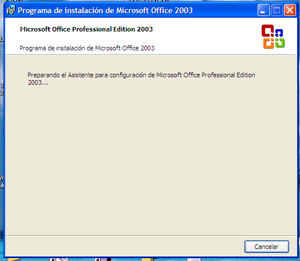 Programa de instalación de Microsoft Office 2003
Microsoft Office Professional Edition 2003
Programa de instalación de Microsoft Office 2003
Preparando el Asistente para configuración de Microsoft Office Professional Edition
2003...
Cancelar